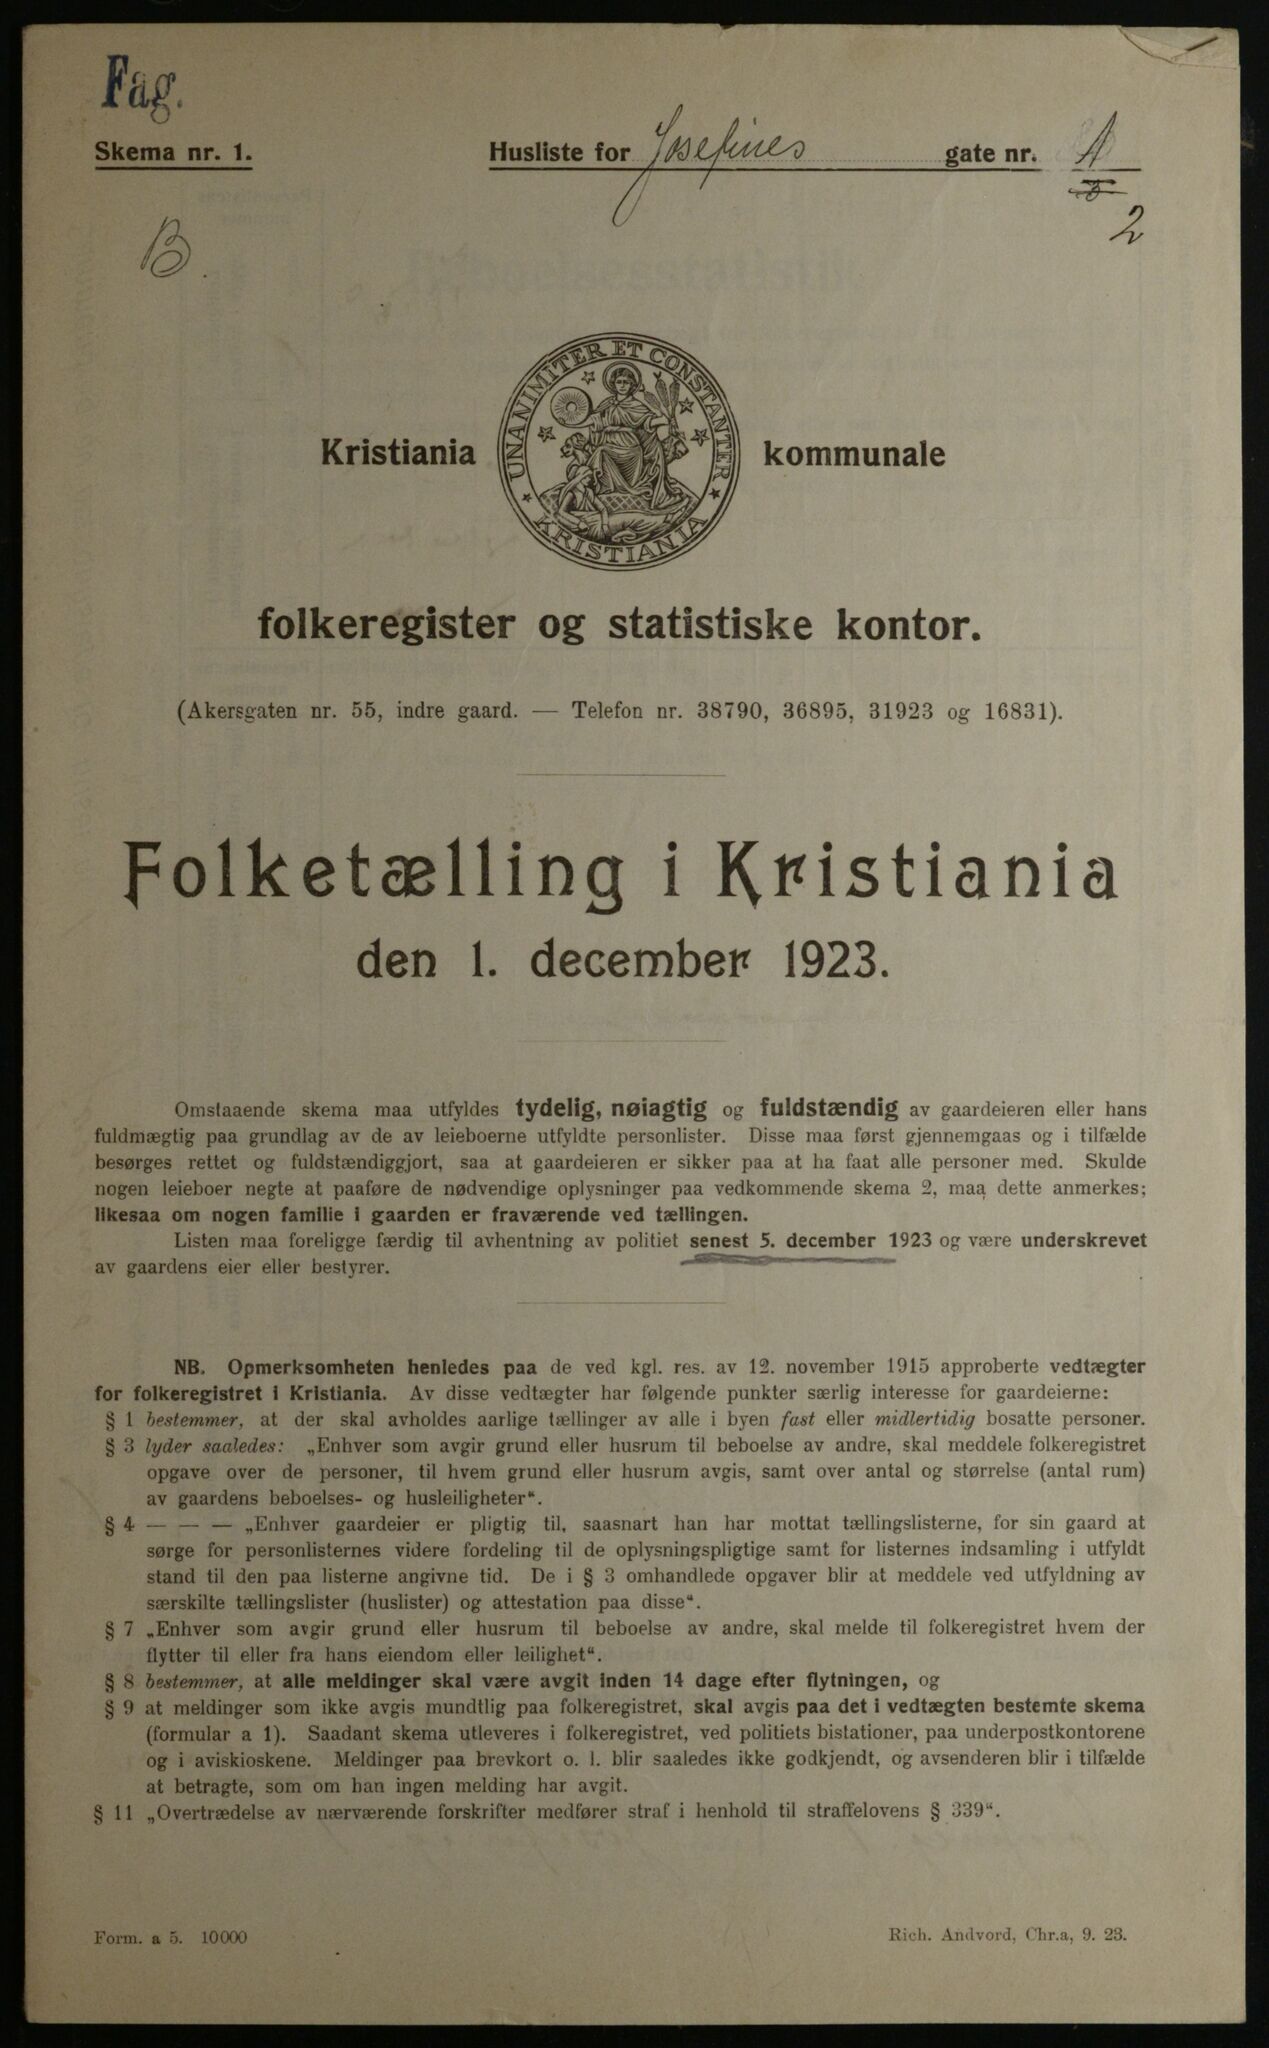 Fag.
Skema nr. 1.
Husliste for Josefines gate nr. 1
2
B.
UNANIMITER ET CONSTANTER
KRISTIANIA
Kristiania kommunale
folkeregister og statistiske kontor.
(Akersgaten nr. 55, indre gaard. — Telefon nr. 38790, 36895, 31923 og 16831).
Folketælling i Kristiania
den 1. december 1923.
Omstaaende skema maa utfyldes tydelig, nøiagtig og fuldstændig av gaardeieren eller hans
fuldmægtig paa grundlag av de av leieboerne utfyldte personlister. Disse maa først gjennemgaas og i tilfælde
besørges rettet og fuldstændiggjort, saa at gaardeieren er sikker paa at ha faat alle personer med. Skulde
nogen leieboer negte at paaføre de nødvendige oplysninger paa vedkommende skema 2, maa dette anmerkes;
likesaa om nogen familie i gaarden er fraværende ved tællingen.
Listen maa foreligge færdig til avhentning av politiet senest 5. december 1923 og være underskrevet
av gaardens eier eller bestyrer.
NB. Opmerksomheten henledes paa de ved kgl. res. av 12. november 1915 approberte vedtægter
for folkeregistret i Kristiania. Av disse vedtægter har følgende punkter særlig interesse for gaardeierne:
§ 1 bestemmer, at der skal avholdes aarlige tællinger av alle i byen fast eller midlertidig bosatte personer.
§ 3 lyder saaledes: „Enhver som avgir grund eller husrum til beboelse av andre, skal meddele folkeregistret
opgave over de personer, til hvem grund eller husrum avgis, samt over antal og størrelse (antal rum)
av gaardens beboelses- og husleiligheter“.
§ 4 — — — „Enhver gaardeier er pligtig til, saasnart han har mottat tællingslisterne, for sin gaard at
sørge for personlisternes videre fordeling til de oplysningspligtige samt for listernes indsamling i utfyldt
stand til den paa listerne angivne tid. De i § 3 omhandlede opgaver blir at meddele ved utfyldning av
særskilte tællingslister (huslister) og attestation paa disse“.
§ 7 „Enhver som avgir grund eller husrum til beboelse av andre, skal melde til folkeregistret hvem der
flytter til eller fra hans eiendom eller leilighet“.
§ 8 bestemmer, at alle meldinger skal være avgit inden 14 dage efter flytningen, og
§ 9 at meldinger som ikke avgis mundtlig paa folkeregistret, skal avgis paa det i vedtægten bestemte skema
(formular a 1). Saadant skema utleveres i folkeregistret, ved politiets bistationer, paa underpostkontorene
og i aviskioskene. Meldinger paa brevkort o. l. blir saaledes ikke godkjendt, og avsenderen blir i tilfælde
at betragte, som om han ingen melding har avgit.
§ 11 „Overtrædelse av nærværende forskrifter medfører straf i henhold til straffelovens § 339“.
Form. a 5. 10000
Rich. Andvord, Chr.a, 9. 23.